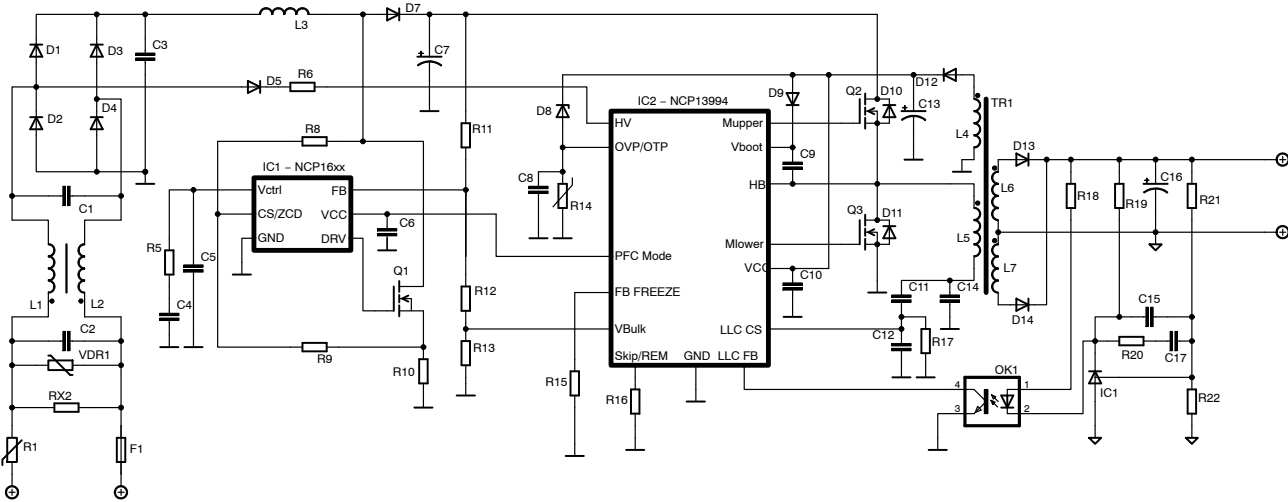 L3
D7
D1
D3
C3
C7
D5
R6
D8
D9
D12
Q2
D10
C13
TR1
L4
IC2 – NCP13994
D2
D4
R8
R11
HV
Mupper
OVP/OTP
Vboot
C9
D13
IC1 – NCP16xx
C8
R14
HB
L6
R18
R19
C16
R21
C1
Vctrl
FB
CS/ZCD
VCC
C6
GND
DRV
Q3
D11
L5
Mlower
R5
C5
PFC Mode
VCC
C10
L7
L1
L2
Q1
FB FREEZE
R12
C11
C14
D14
C4
C2
VBulk
LLC CS
C12
R17
C15
R20
C17
VDR1
R9
R10
R13
Skip/REM
GND
LLC FB
R15
R16
OK1
4
1
3
2
IC1
R22
RX2
R1
F1